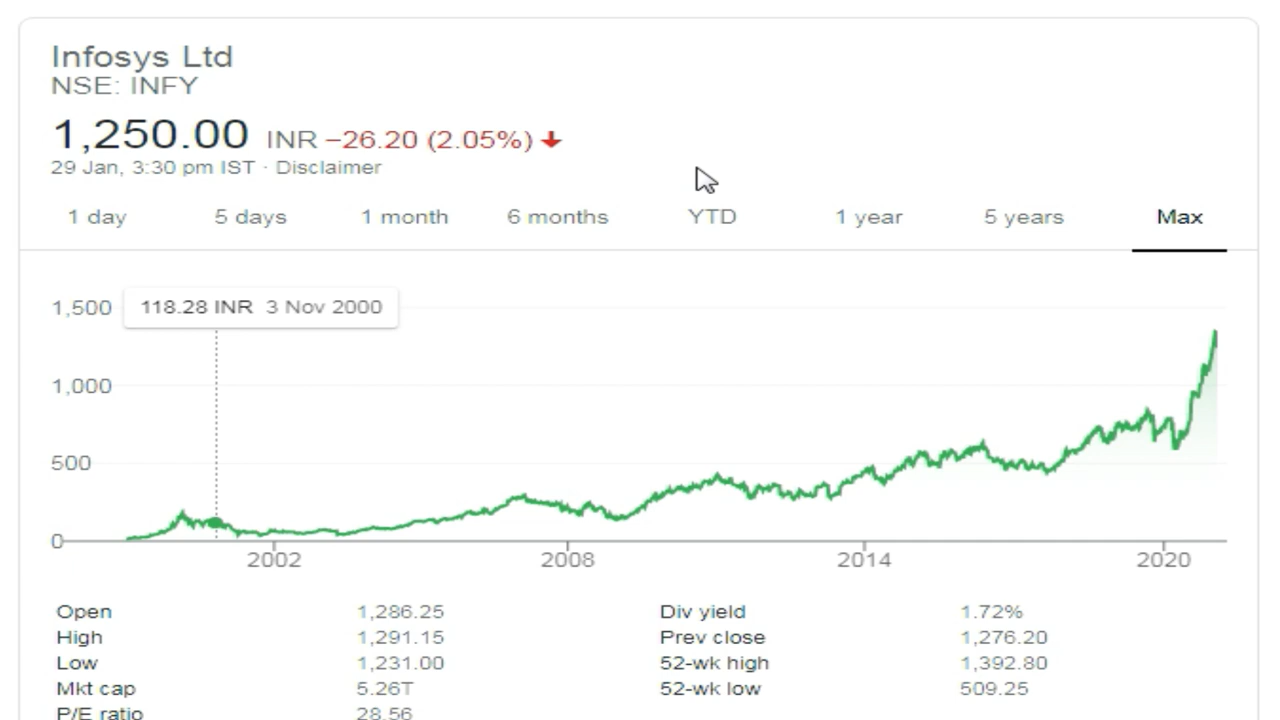 Infosys Ltd
NSE: INFY
1,250.00 INR −26.20 (2.05%)
29 Jan, 3:30 pm IST · Disclaimer
1 day 5 days 1 month 6 months YTD 1 year 5 years Max
118.28 INR 3 Nov 2000
1,500
1,000
500
0
2002 2008 2014 2020
Open 1,286.25 Div yield 1.72%
High 1,291.15 Prev close 1,276.20
Low 1,231.00 52-wk high 1,392.80
Mkt cap 5.26T 52-wk low 509.25
P/E ratio 28.56